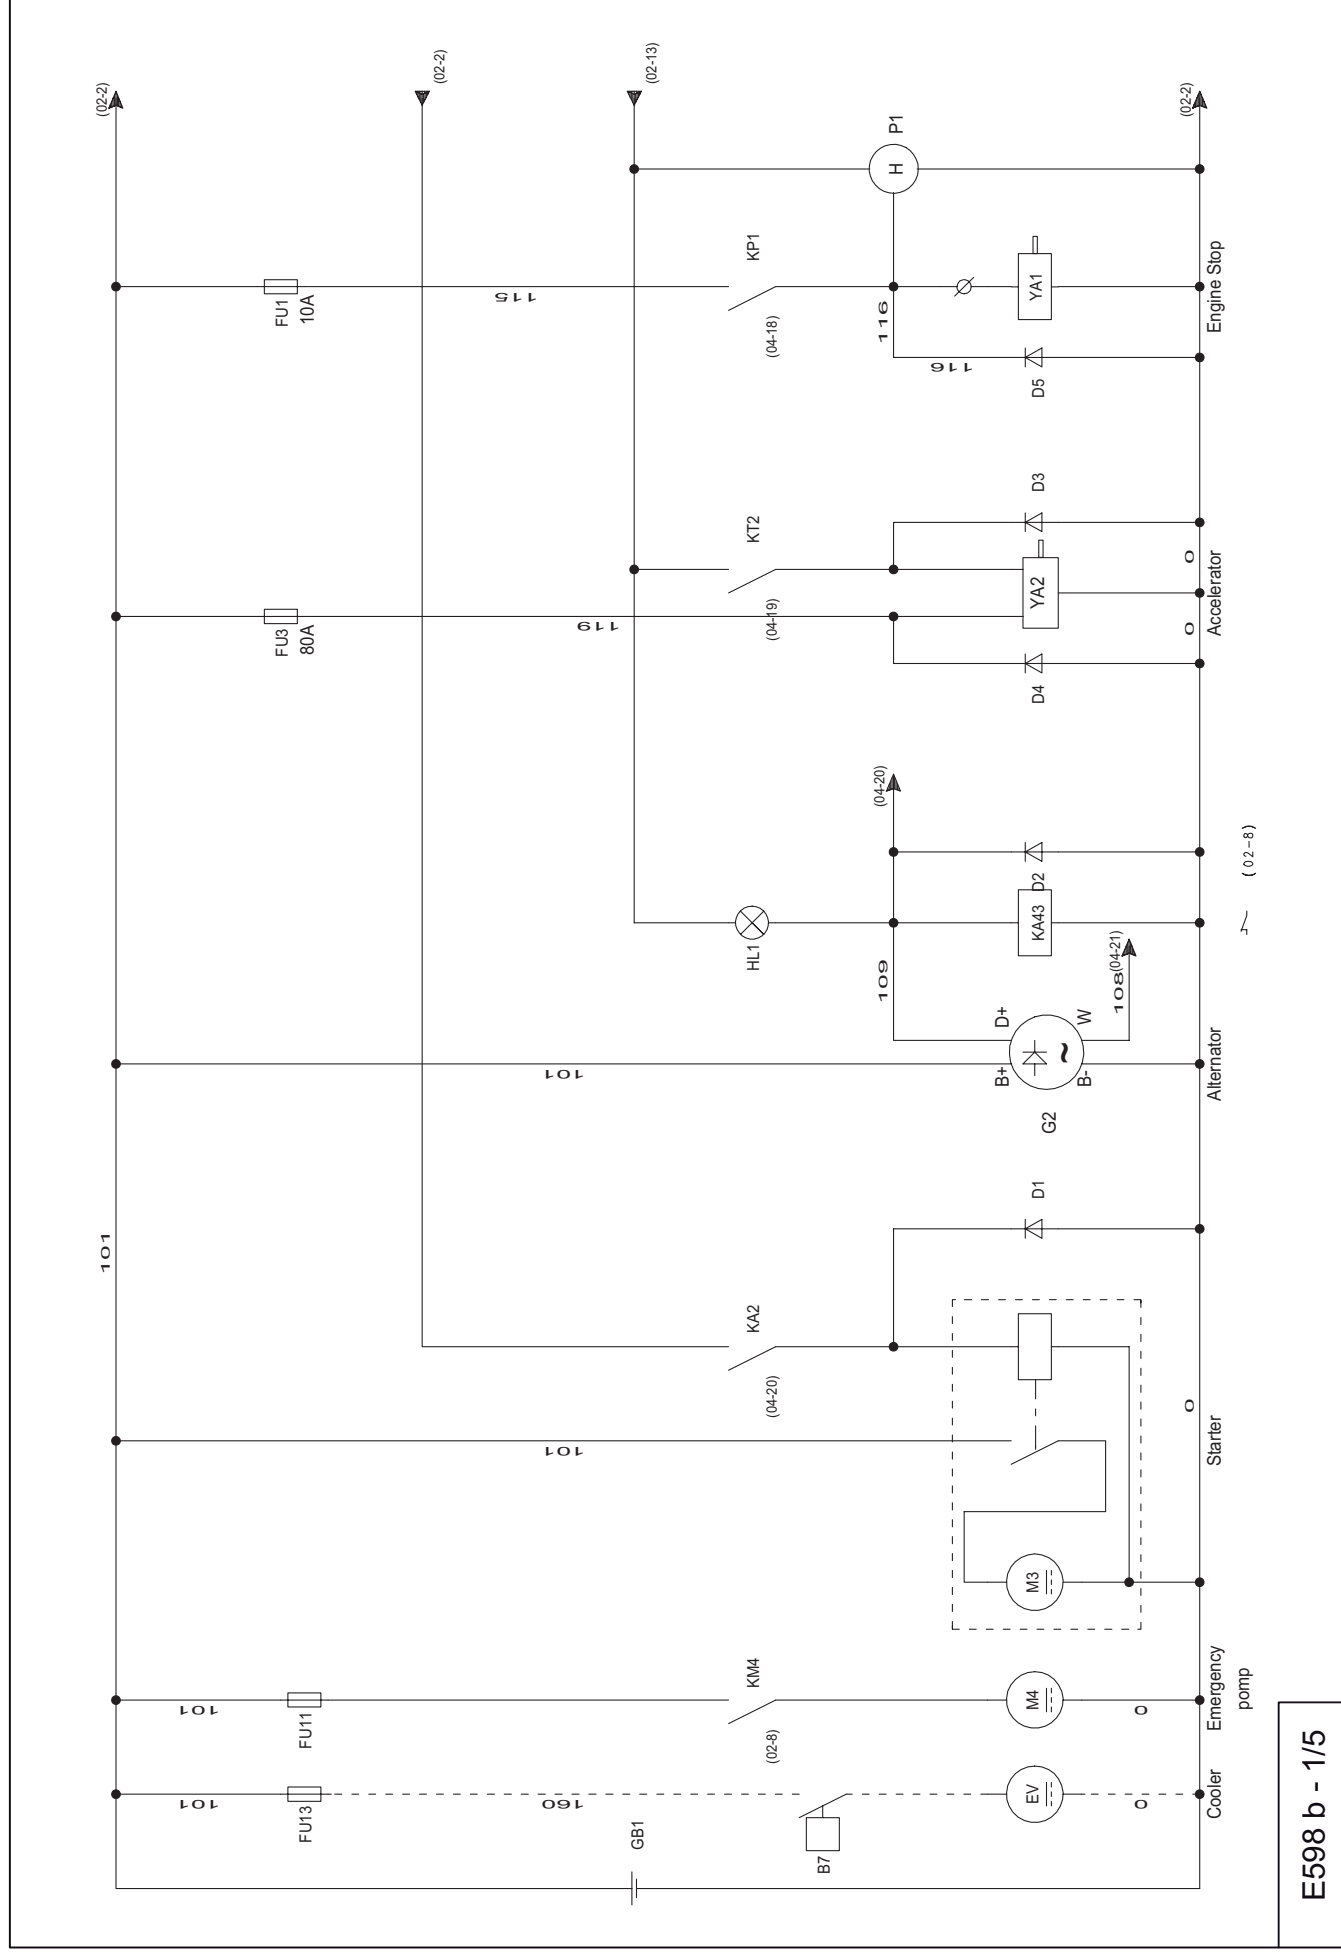 (02-2)
(02-2)
(02-13)
(02-2)
101
FU13
101
FU11
101
101
101
FU3
80A
119
FU1
10A
115
GB1
160
B7
EV
0
KM4
(02-8)
M4
0
KA2
(04-20)
M3
D1
0
HL1
109
(04-20)
G2
B+
D+
B-
W
108
(04-21)
KA43
D2
(02-8)
KT2
(04-19)
D4
YA2
D3
0
0
KP1
(04-18)
116
116
D5
YA1
P1
H
Cooler
Emergency
pomp
Starter
Alternator
Accelerator
Engine Stop
E598 b - 1/5